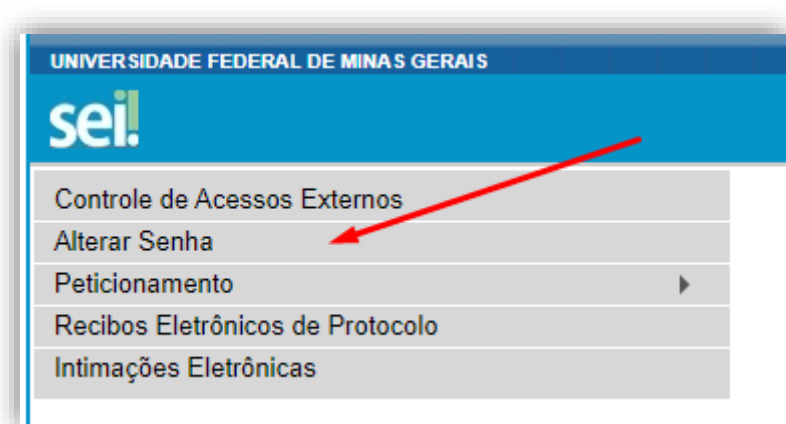 UNIVERSIDADE FEDERAL DE MINAS GERAIS
sei!
Controle de Acessos Externos
Alterar Senha
Peticionamento
Recibos Eletrônicos de Protocolo
Intimações Eletrônicas